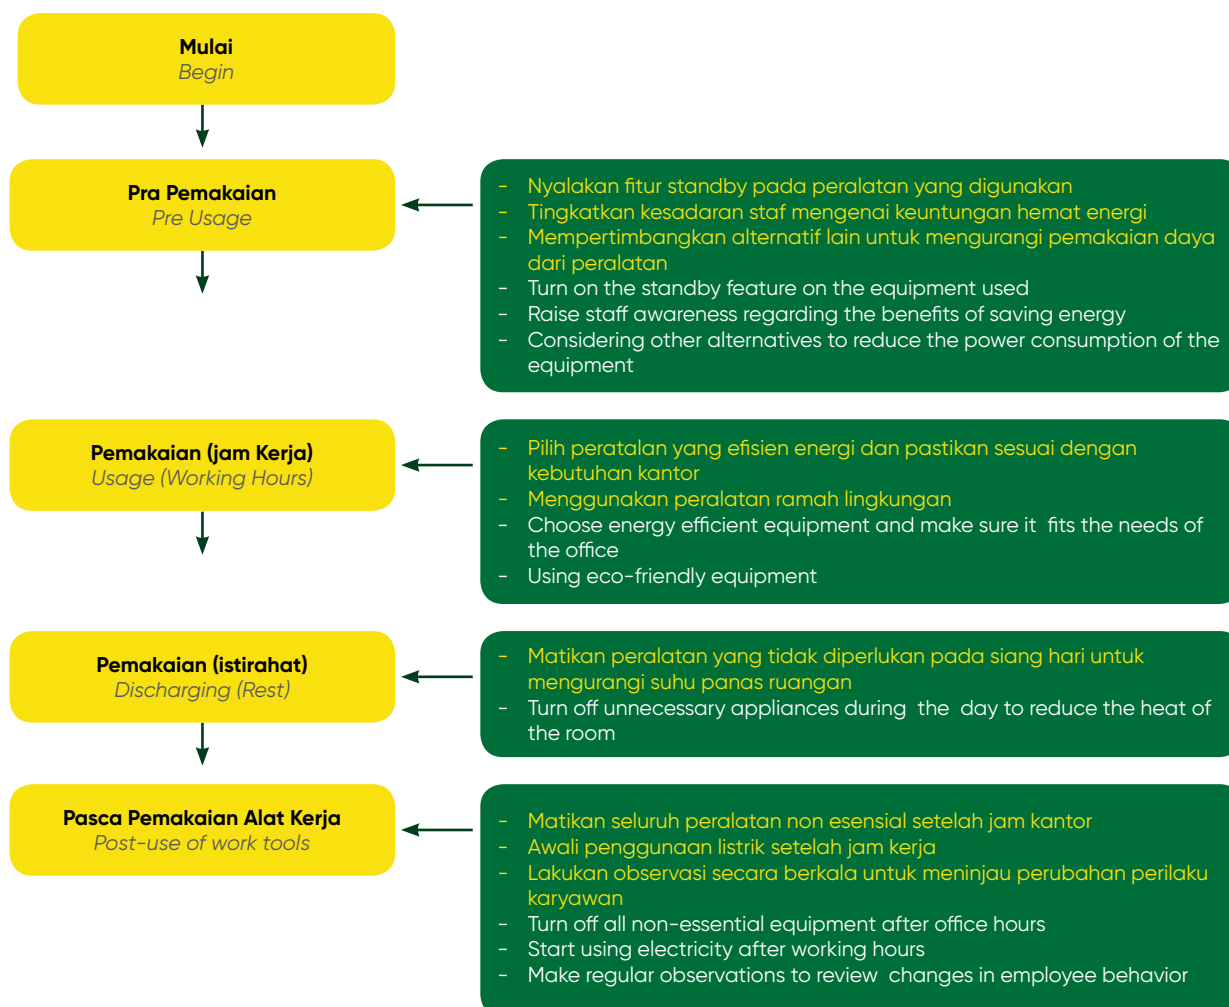 Mulai
Begin
Pra Pemakaian
Pre Usage
- Nyalakan fitur standby pada peralatan yang digunakan
- Tingkatkan kesadaran staf mengenai keuntungan hemat energi
- Mempertimbangkan alternatif lain untuk mengurangi pemakaian daya
dari peralatan
- Turn on the standby feature on the equipment used
- Raise staff awareness regarding the benefits of saving energy
- Considering other alternatives to reduce the power consumption of the
equipment
Pemakaian (jam Kerja)
Usage (Working Hours)
- Pilih peratalan yang efisien energi dan pastikan sesuai dengan
kebutuhan kantor
- Menggunakan peralatan ramah lingkungan
- Choose energy efficient equipment and make sure it fits the needs of
the office
- Using eco-friendly equipment
Pemakaian (istirahat)
Discharging (Rest)
- Matikan peralatan yang tidak diperlukan pada siang hari untuk
mengurangi suhu panas ruangan
- Turn off unnecessary appliances during the day to reduce the heat of
the room
Pasca Pemakaian Alat Kerja
Post-use of work tools
- Matikan seluruh peralatan non esensial setelah jam kantor
- Awali penggunaan listrik setelah jam kerja
- Lakukan observasi secara berkala untuk meninjau perubahan perilaku
karyawan
- Turn off all non-essential equipment after office hours
- Start using electricity after working hours
- Make regular observations to review changes in employee behavior